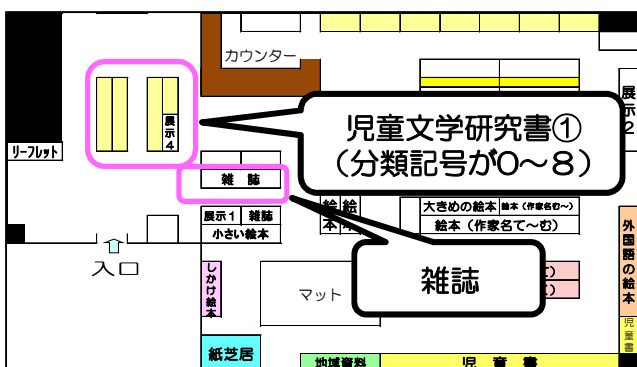 カウンター
展示2
展示4
児童文学研究書①
(分類記号が0～8)
リーフレット
雑誌
展示1 雑誌
小さい絵本
絵本
絵本
大きめの絵本 絵本(作家名む～)
絵本(作家名て～む)
入口
しかけ絵本
マット
雑誌
外国語の絵本
児童書
紙芝居
地域資料
児童書